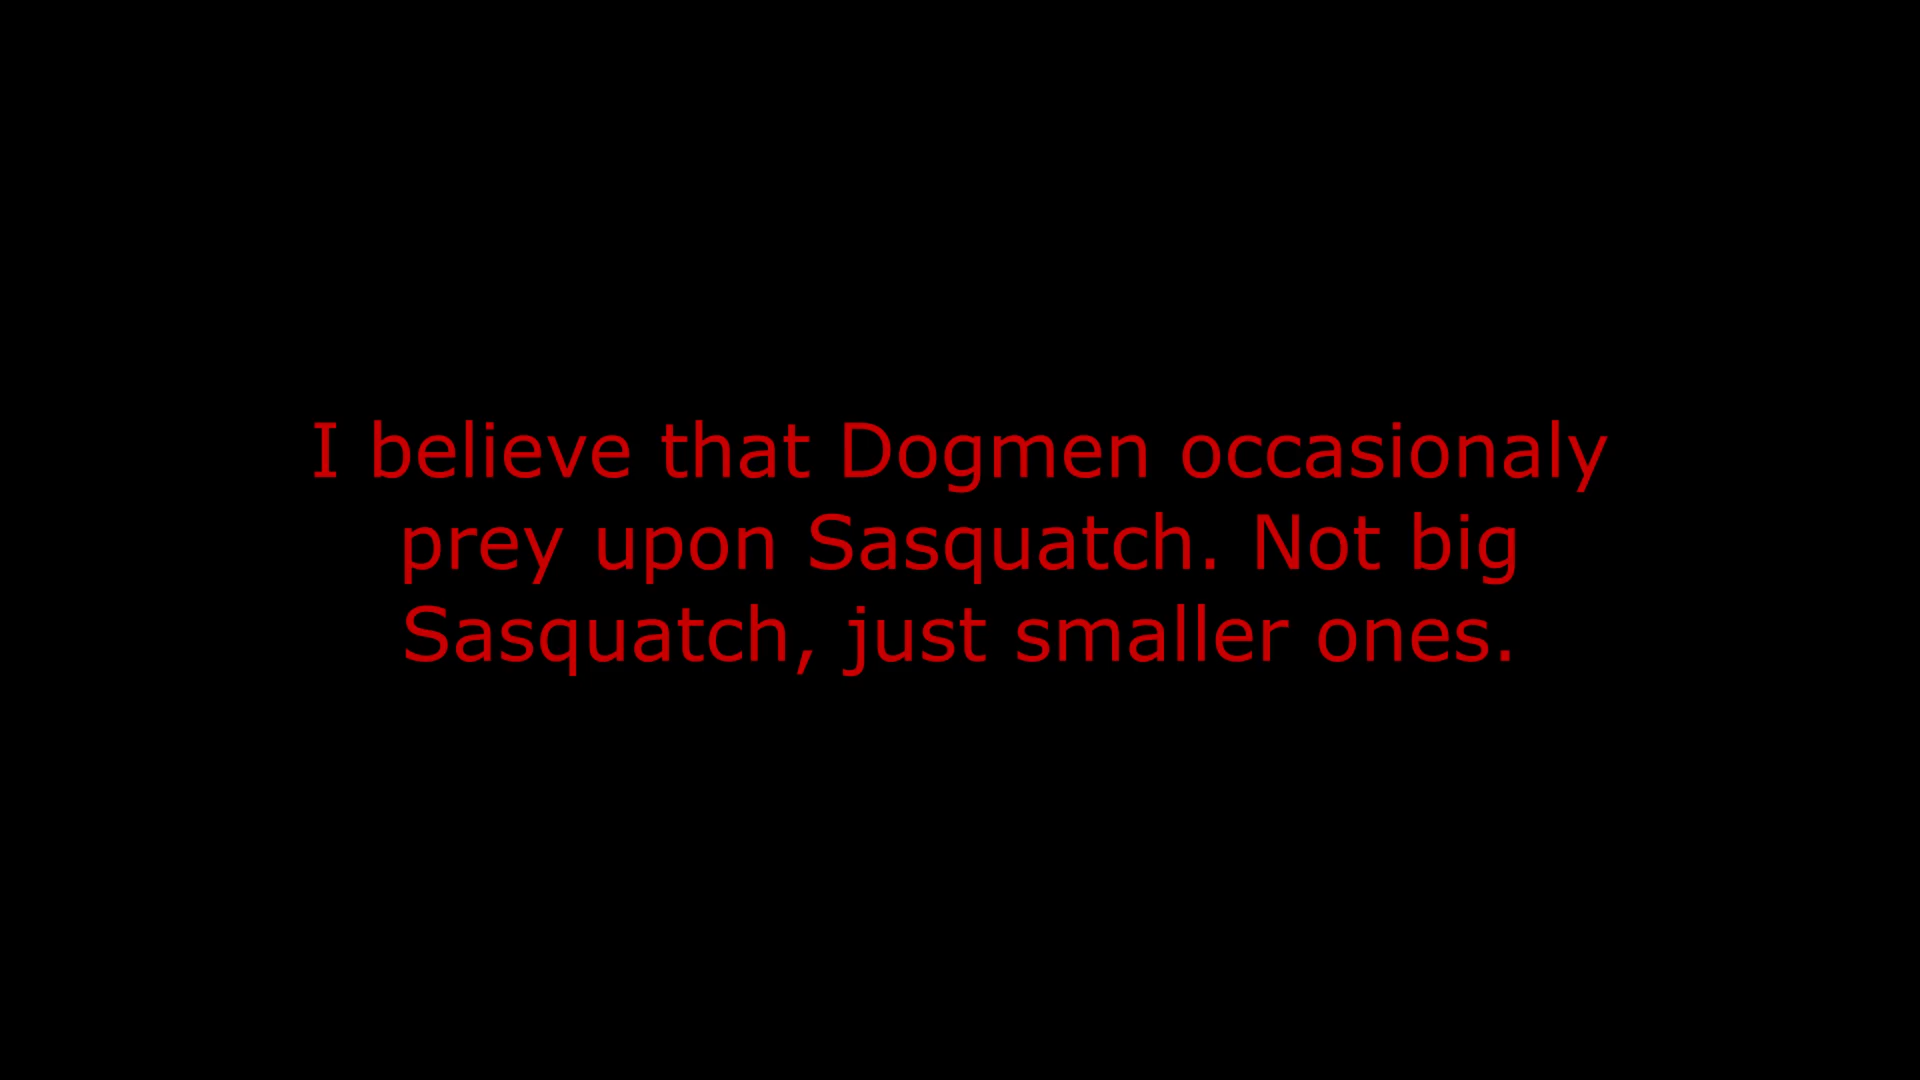 I believe that Dogmen occasionaly
prey upon Sasquatch. Not big
Sasquatch, just smaller ones.